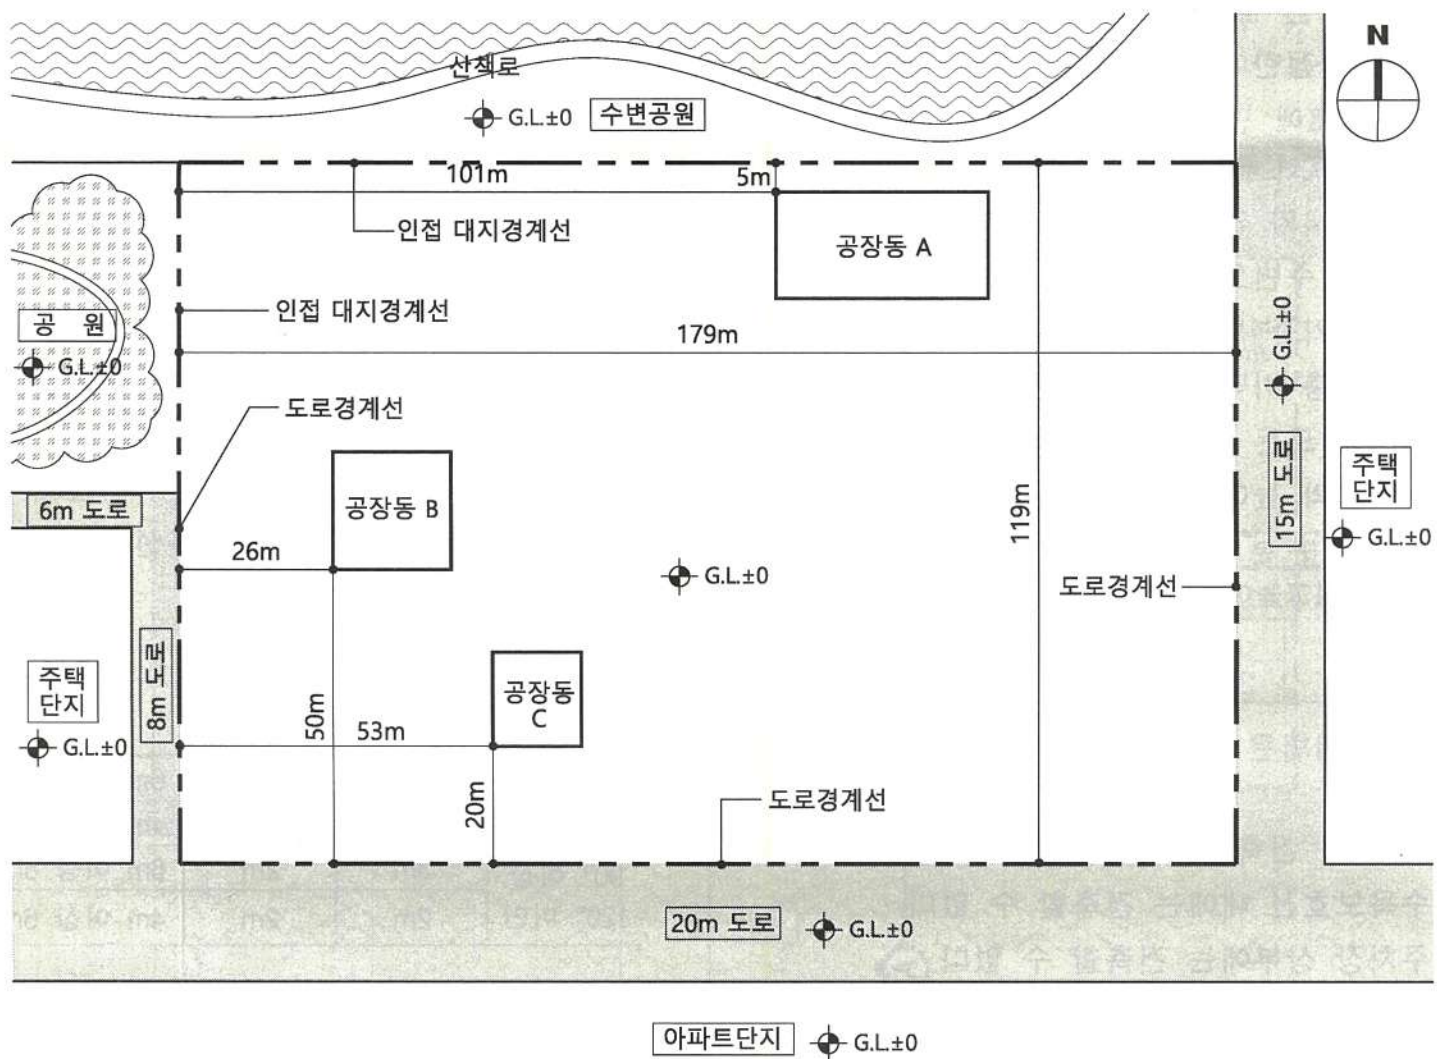 N
산책로
G.L.±0
수변공원
101m
5m
인접 대지경계선
공장동 A
인접 대지경계선
공 원
G.L.±0
179m
G.L.±0
도로경계선
15m 도로
주택
단지
G.L.±0
공장동 B
6m 도로
119m
26m
G.L.±0
도로경계선
8m 도로
주택
단지
G.L.±0
공장동
C
50m
53m
20m
도로경계선
20m 도로
G.L.±0
아파트단지
G.L.±0